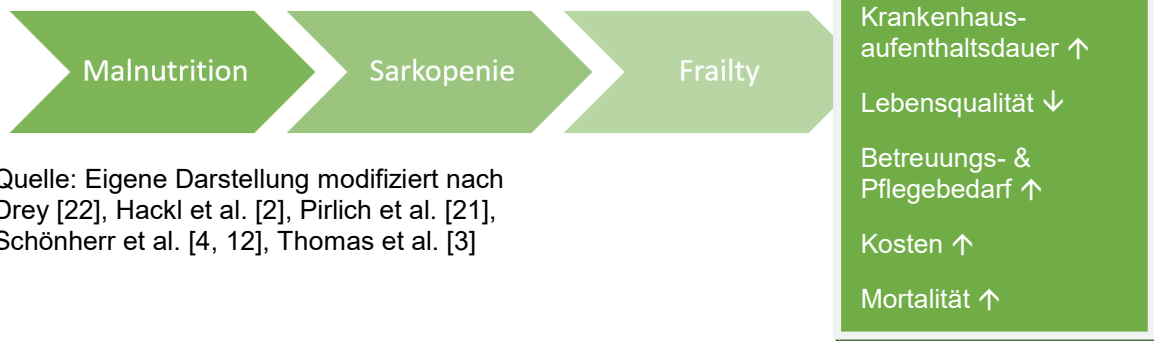 Malnutrition
Sarkopenie
Frailty
Krankenhaus-
aufenthaltsdauer ↑
Lebensqualität ↓
Betreuungs- &
Pflegebedarf ↑
Kosten ↑
Mortalität ↑
Quelle: Eigene Darstellung modifiziert nach
Drey [22], Hackl et al. [2], Pirlich et al. [21],
Schönherr et al. [4, 12], Thomas et al. [3]